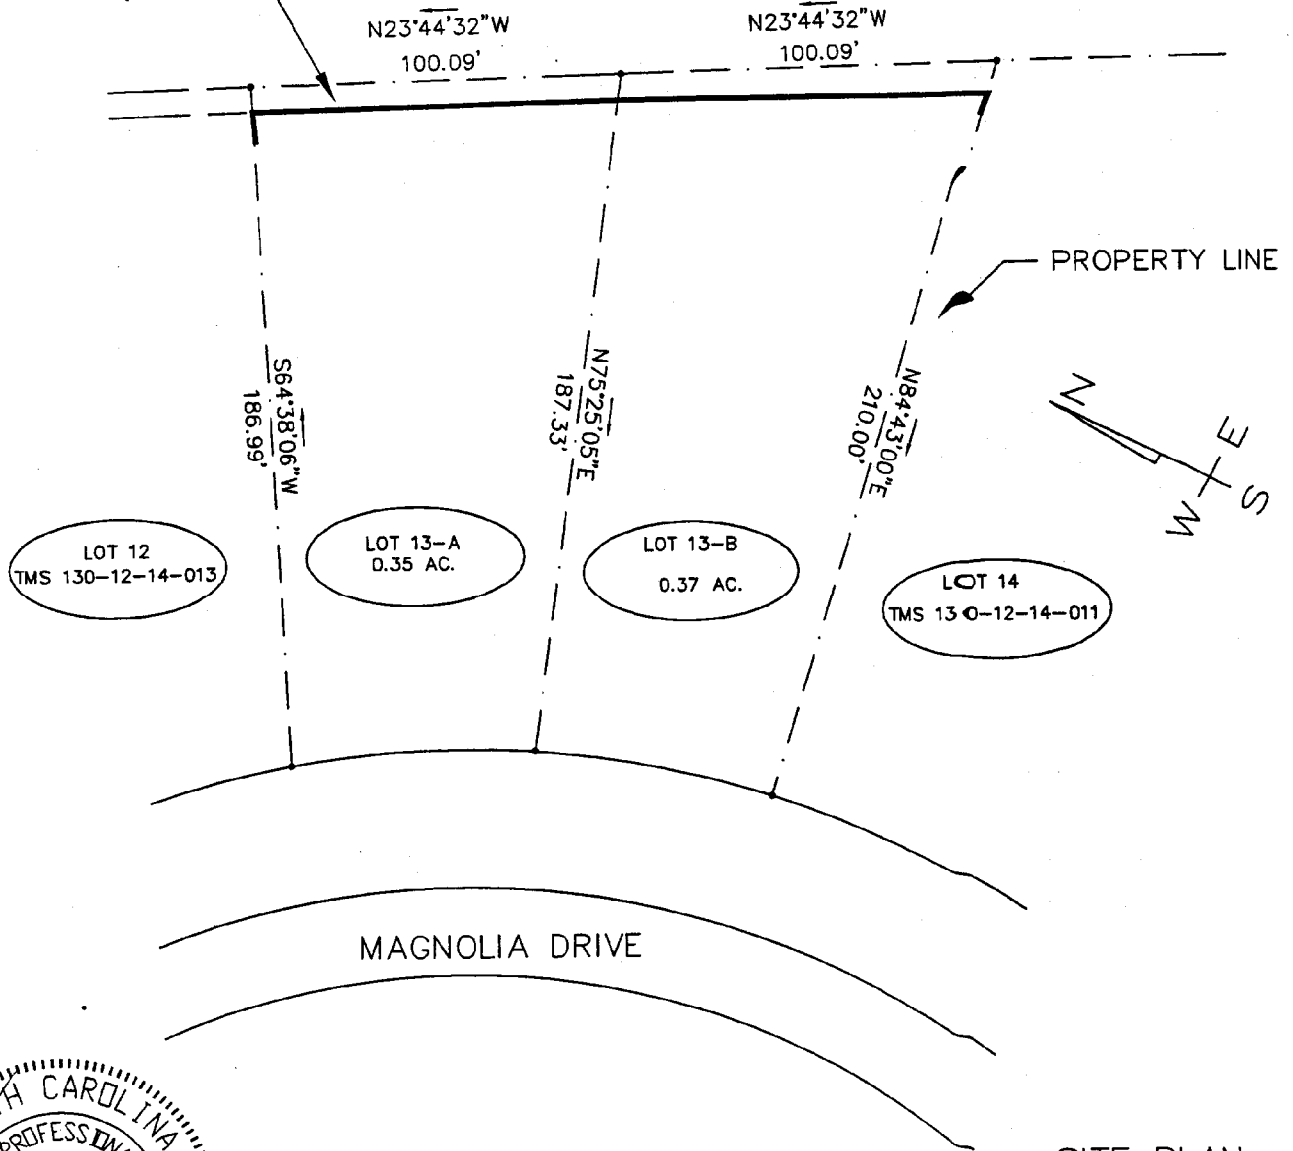 N23°44'32"W
100.09'
N23°44'32"W
100.09'
PROPERTY LINE
S64°38'06"W
186.99'
N75°25'05"E
187.33'
N84°43'00"E
210.00'
N
E
W
S
LOT 12
TMS 130-12-14-013
LOT 13-A
0.35 AC.
LOT 13-B
0.37 AC.
LOT 14
TMS 130-12-14-011
MAGNOLIA DRIVE
CAROLINA
SITE PLAN